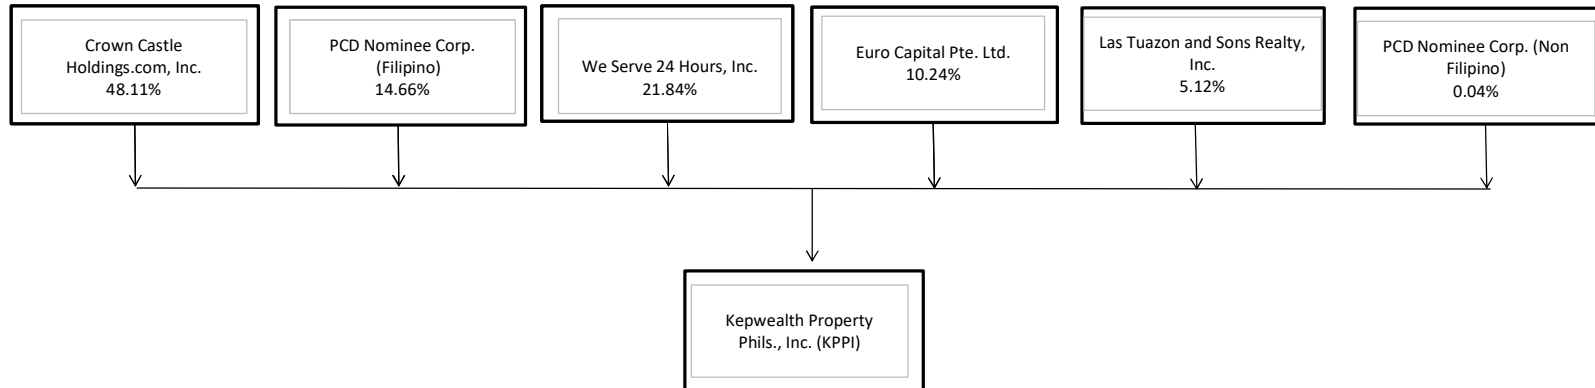 Crown Castle
Holdings.com, Inc.
48.11%
PCD Nominee Corp.
(Filipino)
14.66%
We Serve 24 Hours, Inc.
21.84%
Euro Capital Pte. Ltd.
10.24%
Las Tuazon and Sons Realty,
Inc.
5.12%
PCD Nominee Corp. (Non
Filipino)
0.04%
Kepwealth Property
Phils., Inc. (KPPI)